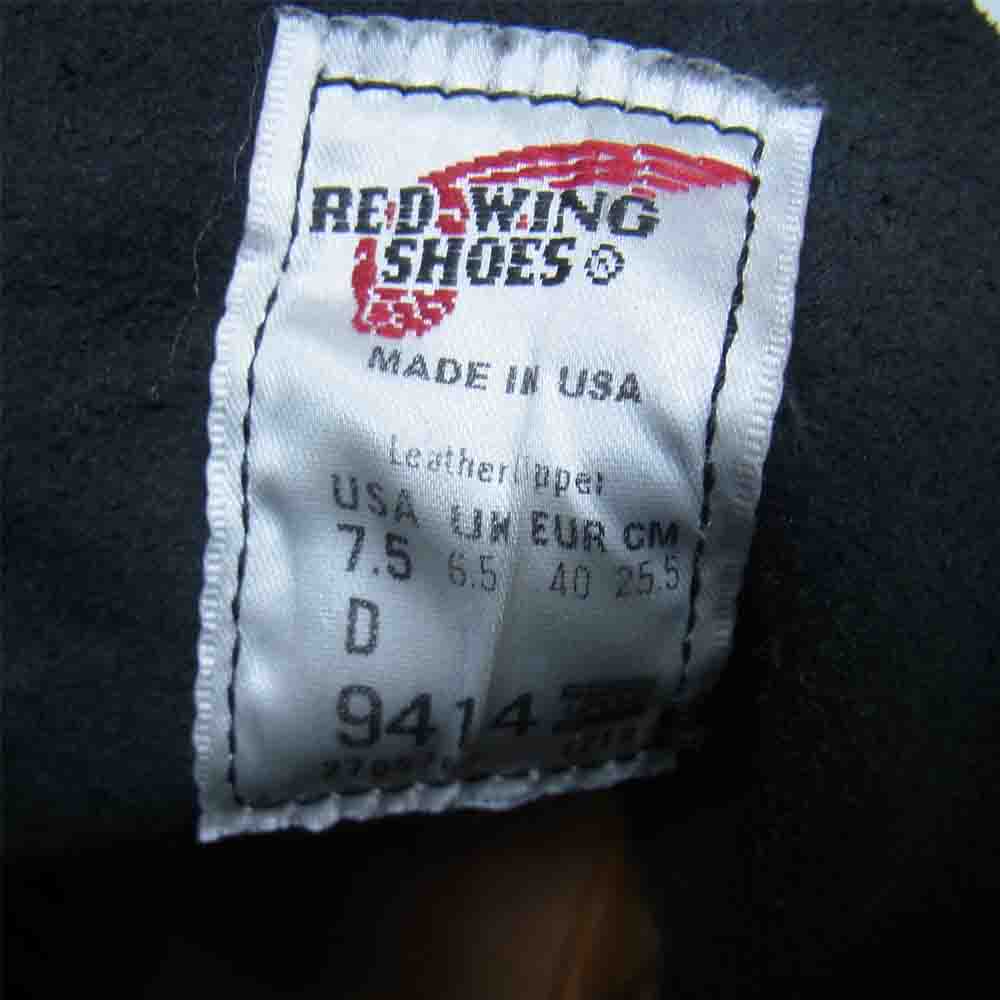 RED WING
SHOES ®
MADE IN USA
Leather Upper
USA UK EUR CM
7.5 6.5 40 25.5
D
9414